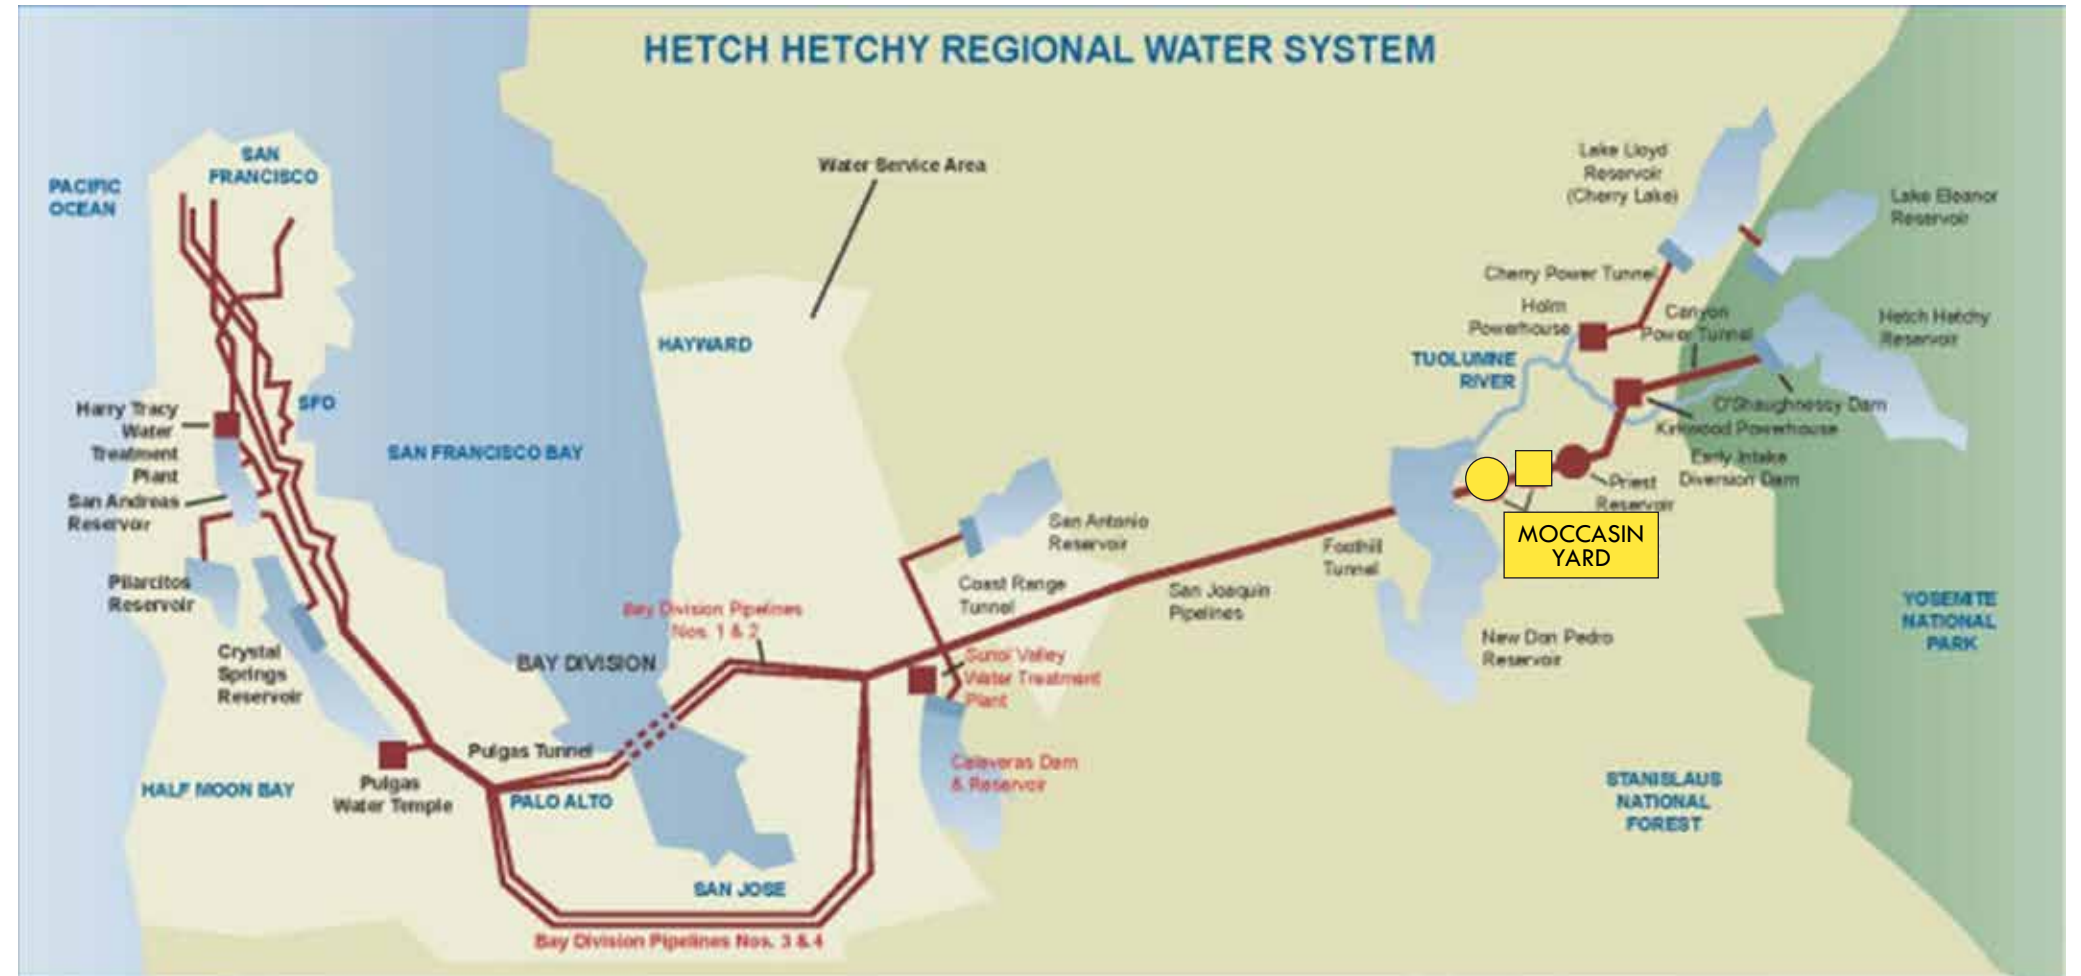 HETCH HETCHY REGIONAL WATER SYSTEM
SAN
FRANCISCO
PACIFIC
OCEAN
Water Service Area
Lake Lloyd
Reservoir
(Cherry Lake)
Lake Eleanor
Reservoir
Cherry Power Tunnel
Holm
Powerhouse
Canyon
Power Tunnel
Hetch Hetchy
Reservoir
HAYWARD
TUOLUMNE
RIVER
O'Shaughnessy Dam
Kirkwood Powerhouse
Early Intake
Diversion Dam
Priest
Reservoir
MOCCASIN
YARD
Harry Tracy
Water
Treatment
Plant
SFO
SAN FRANCISCO BAY
San Andreas
Reservoir
San Antonio
Reservoir
Foothill
Tunnel
Pilarcitos
Reservoir
Coast Range
Tunnel
San Joaquin
Pipelines
Bay Division Pipelines
Nos. 1 & 2
YOSEMITE
NATIONAL
PARK
New Don Pedro
Reservoir
Crystal
Springs
Reservoir
BAY DIVISION
Sunol Valley
Water Treatment
Plant
Pulgas Tunnel
Calaveras Dam
& Reservoir
HALF MOON BAY
Pulgas
Water Temple
PALO ALTO
STANISLAUS
NATIONAL
FOREST
SAN JOSE
Bay Division Pipelines Nos. 3 & 4